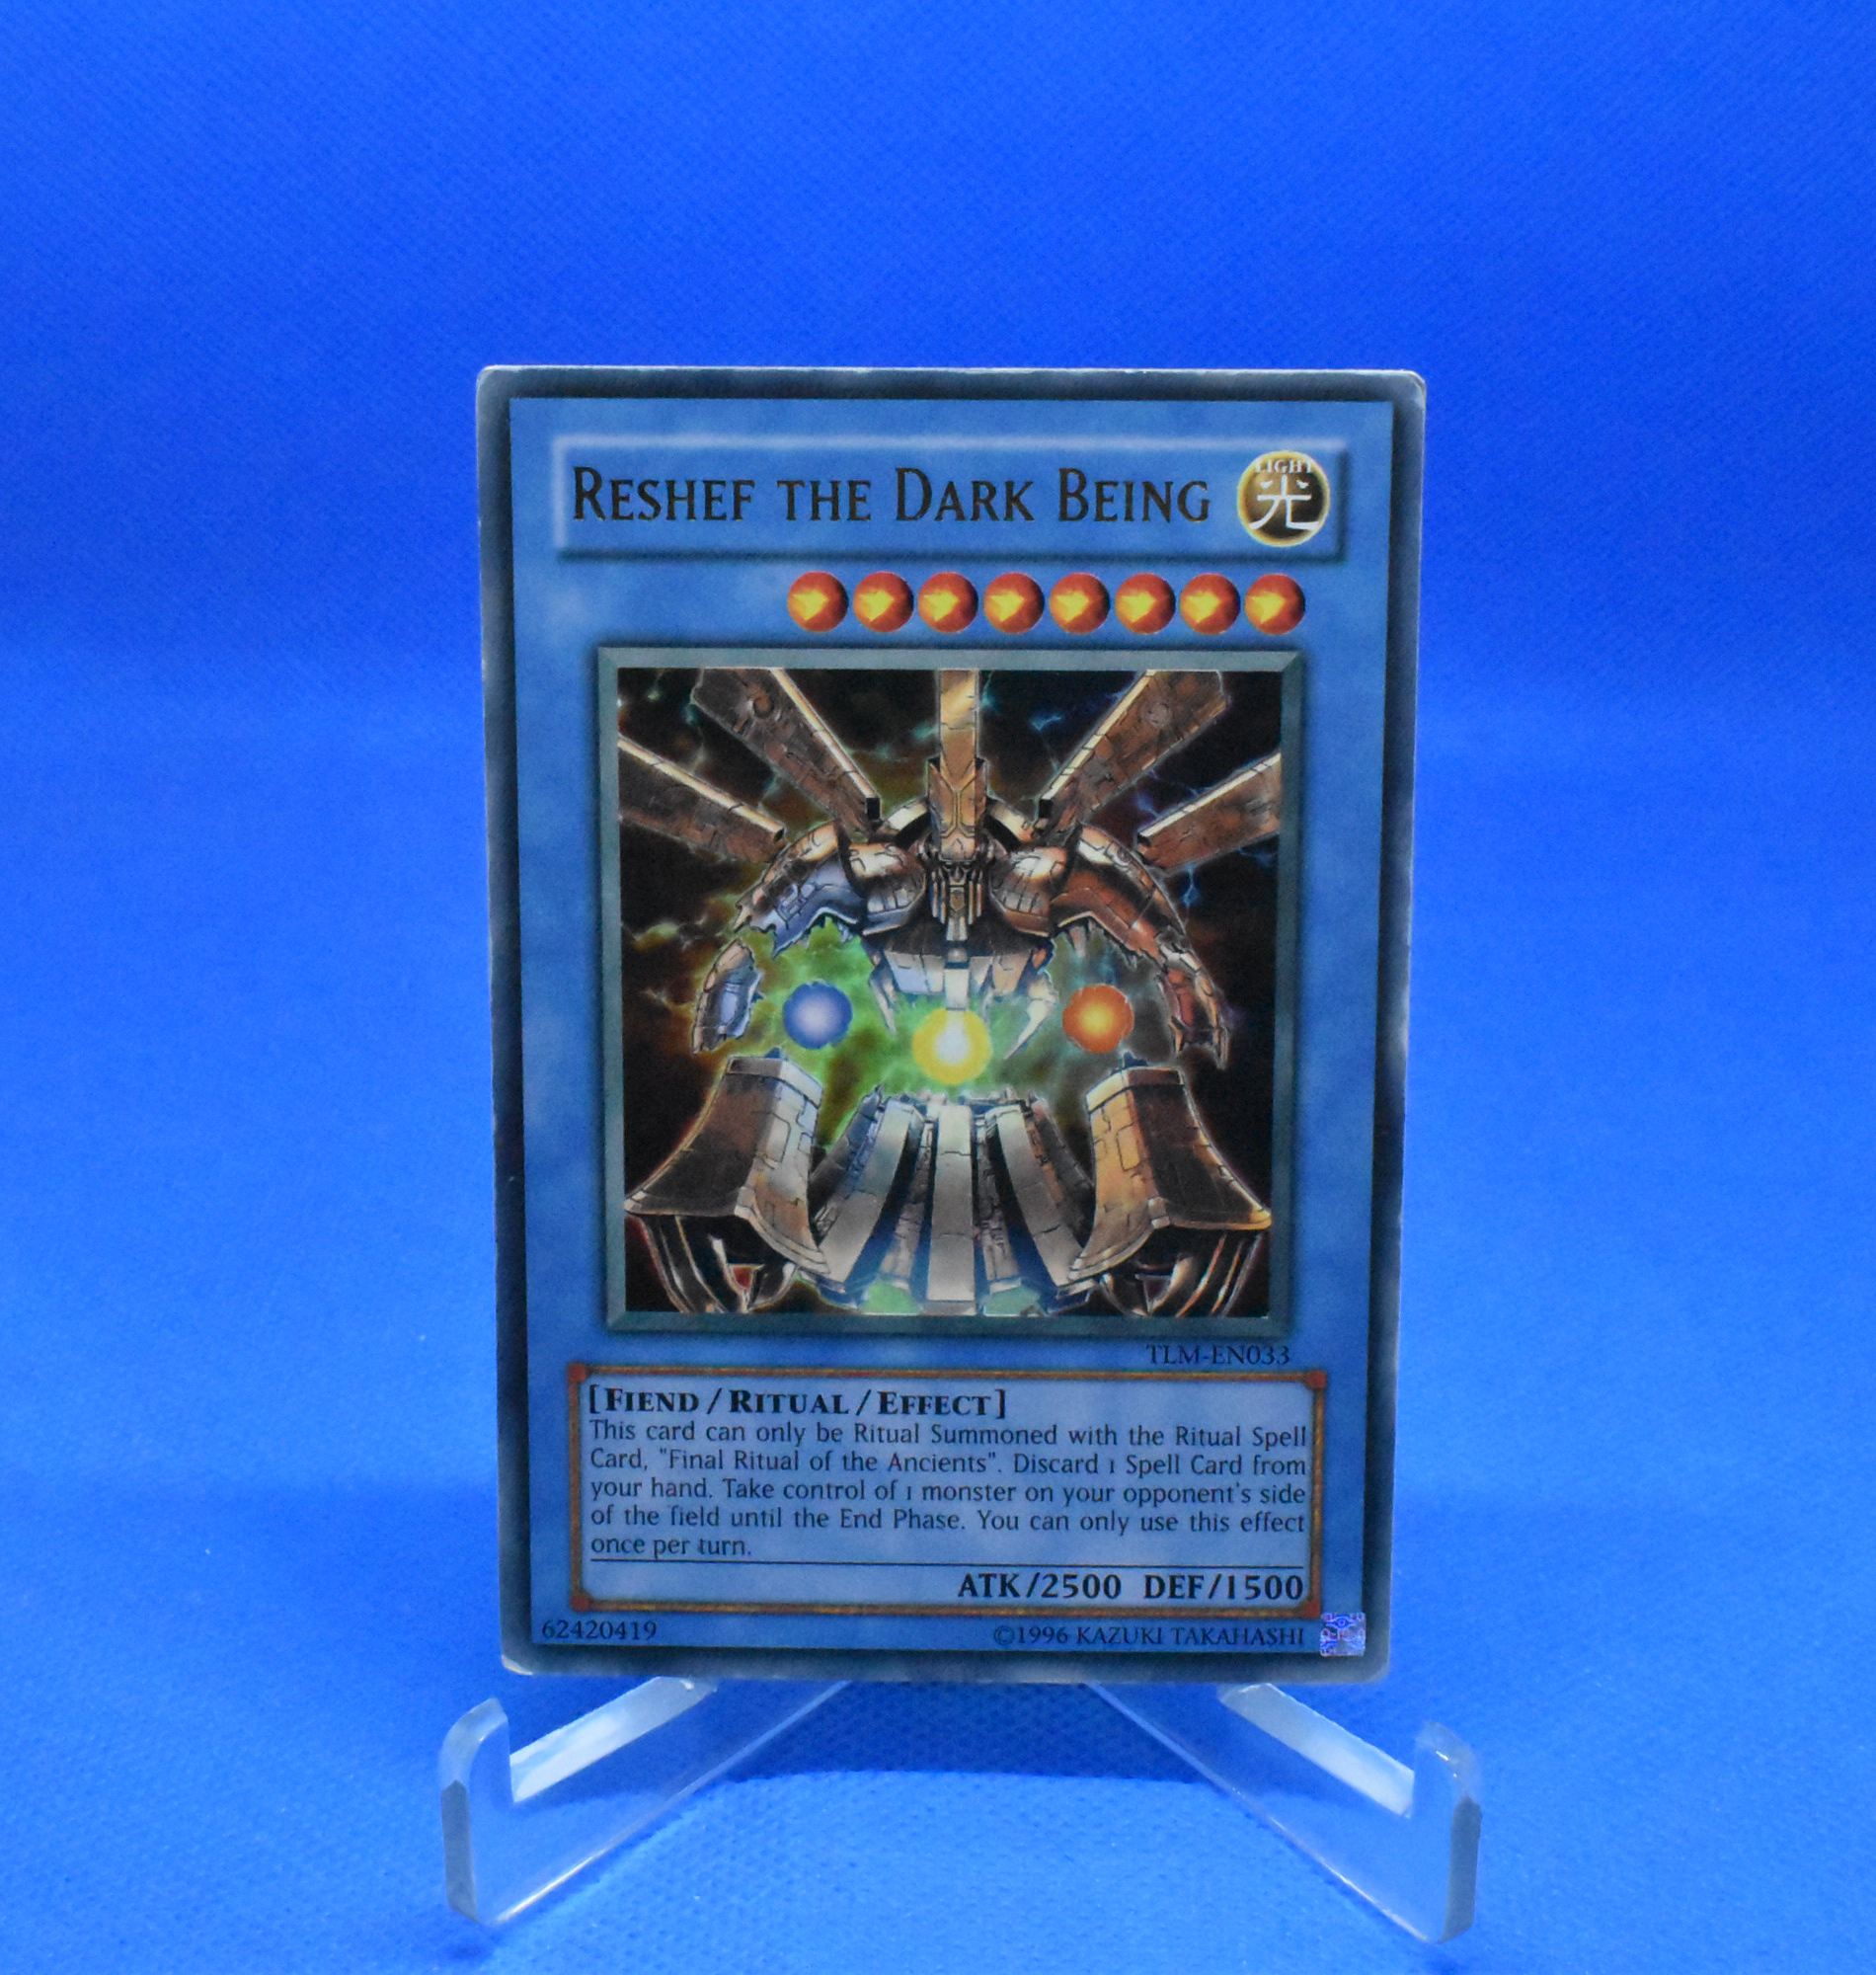 RESHEF THE DARK BEING
LIGHT
光
TLM-EN033
[FIEND/RITUAL/EFFECT]
This card can only be Ritual Summoned with the Ritual Spell
Card, "Final Ritual of the Ancients". Discard 1 Spell Card from
your hand. Take control of 1 monster on your opponent's side
of the field until the End Phase. You can only use this effect
once per turn.
ATK/2500 DEF/1500
62420419
©1996 KAZUKI TAKAHASHI